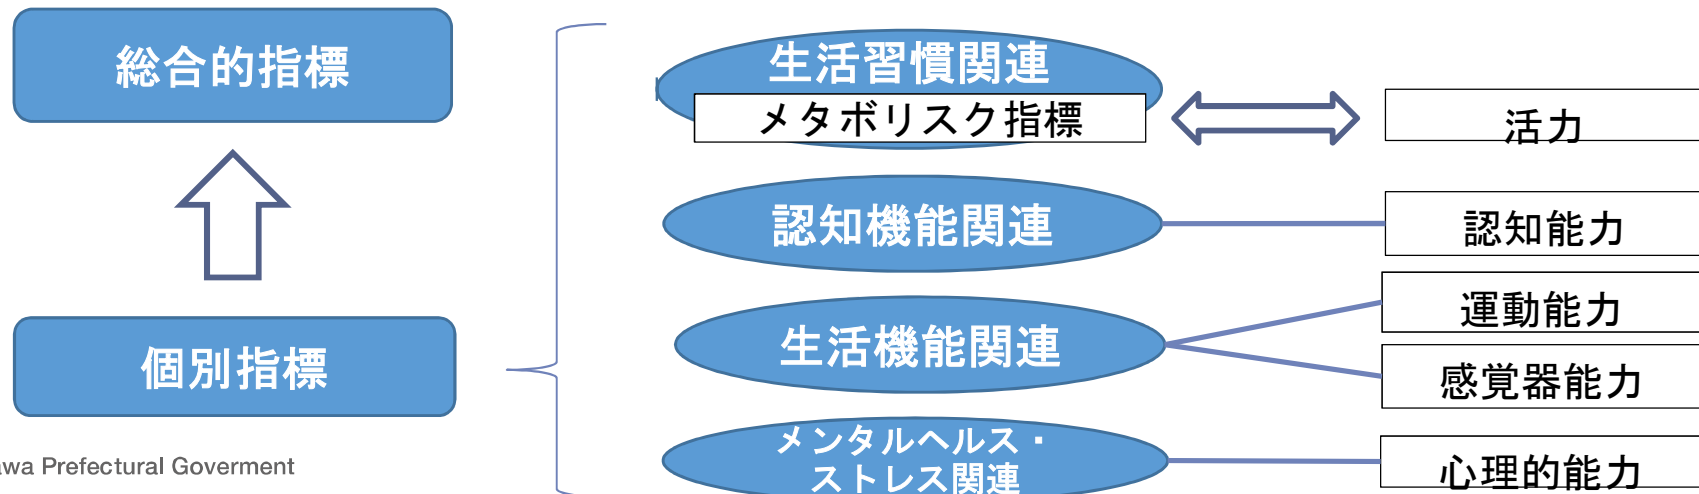 総合的指標
個別指標
生活習慣関連
メタボリスク指標
活力
認知機能関連
認知能力
生活機能関連
運動能力
感覚器能力
メンタルヘルス・
ストレス関連
心理的能力
awa Prefectural Goverment